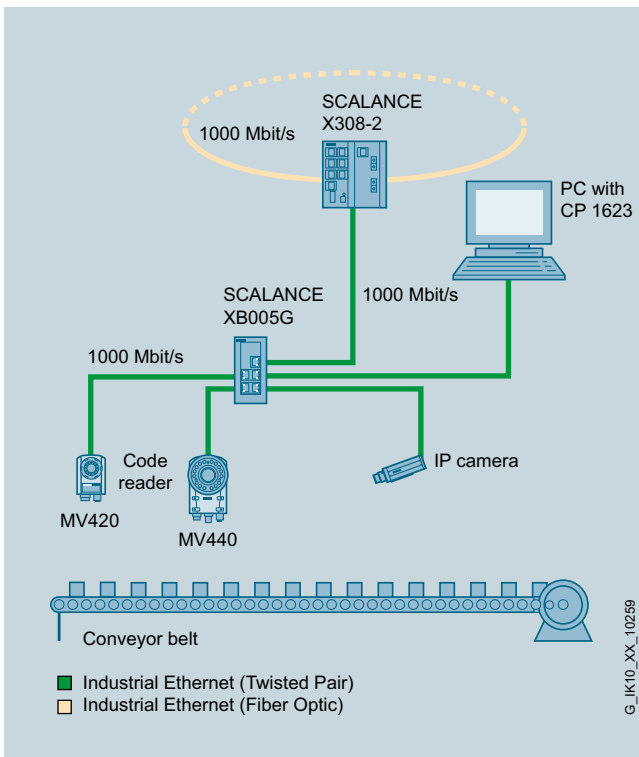 SCALANCE
X308-2
1000 Mbit/s
PC with
CP 1623
SCALANCE
XB005G
1000 Mbit/s
1000 Mbit/s
Code
reader
IP camera
MV420
MV440
Conveyor belt
Industrial Ethernet (Twisted Pair)
Industrial Ethernet (Fiber Optic)
G_IK10_XX_10259